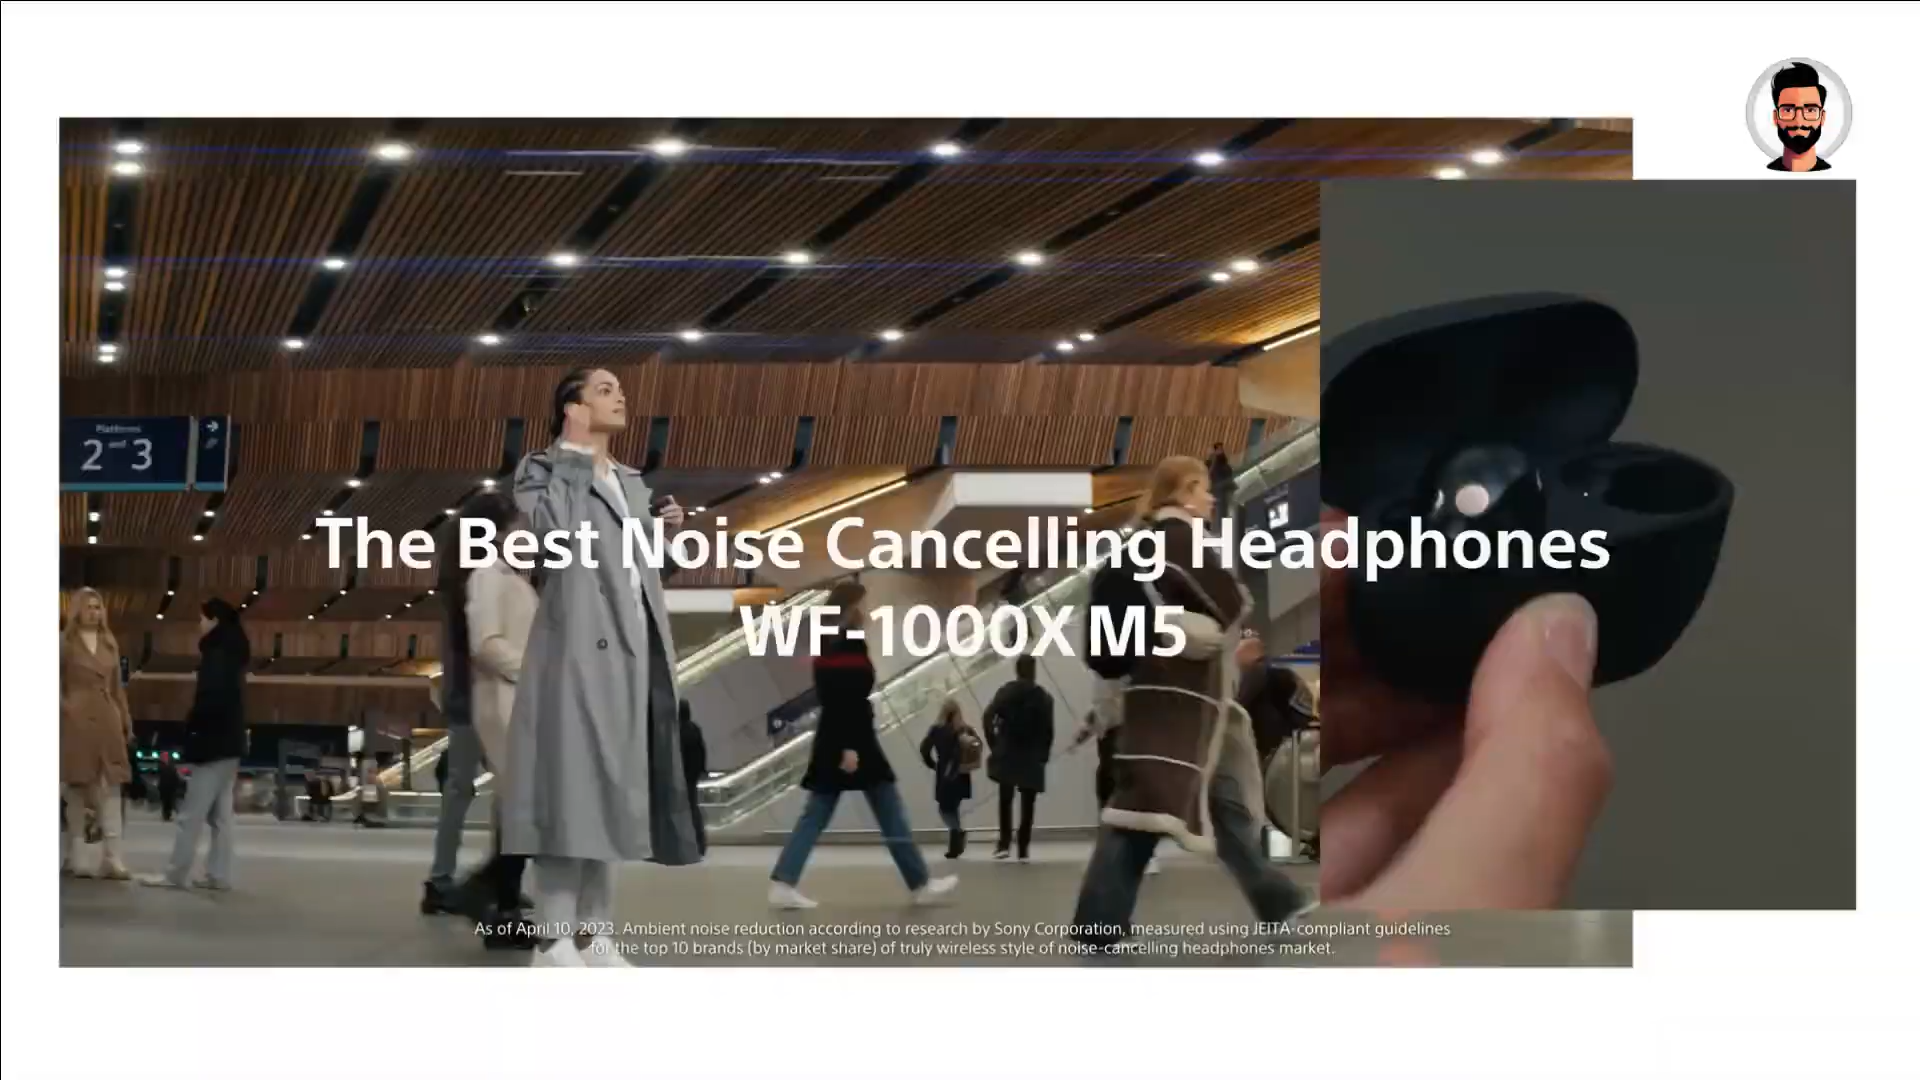 Platforms
2 and 3
The Best Noise Cancelling Headphones
WF-1000XM5
As of April 10, 2023. Ambient noise reduction according to research by Sony Corporation, measured using JEITA-compliant guidelines
for the top 10 brands (by market share) of truly wireless style of noise-cancelling headphones market.